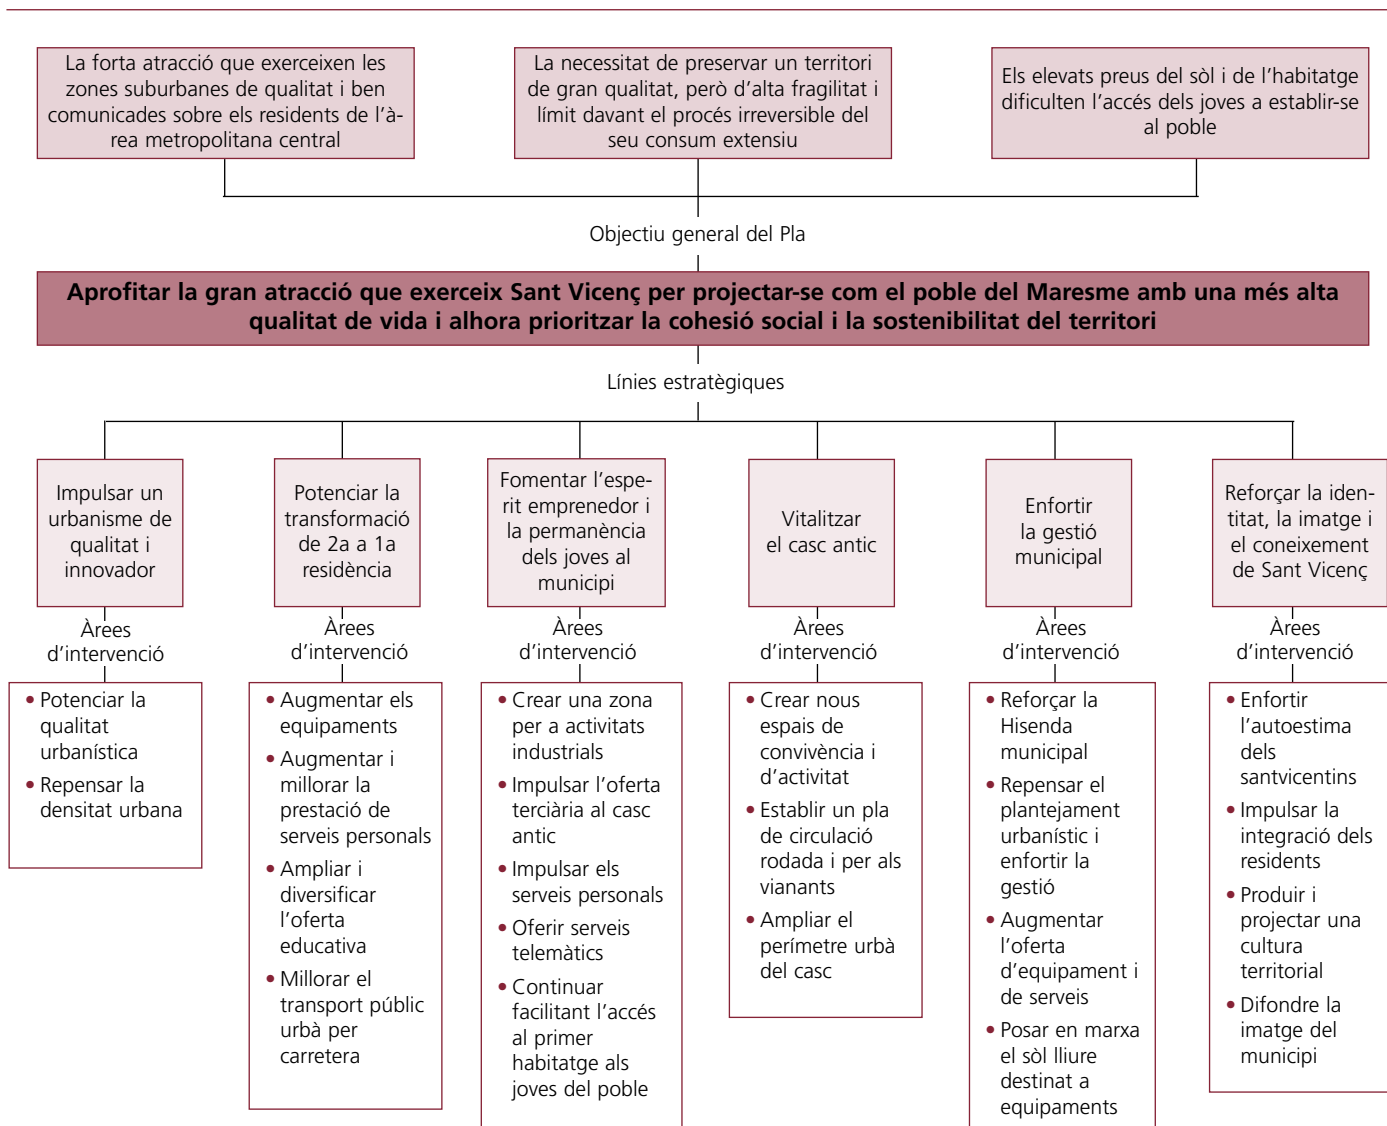 La forta atracció que exerceixen les
zones suburbanes de qualitat i ben
comunicades sobre els residents de l'à-
rea metropolitana central
La necessitat de preservar un territori
de gran qualitat, però d'alta fragilitat i
límit davant el procés irreversible del
seu consum extensiu
Els elevats preus del sòl i de l'habitatge
dificulten l'accés dels joves a establir-se
al poble
Objectiu general del Pla
Aprofitar la gran atracció que exerceix Sant Vicenç per projectar-se com el poble del Maresme amb una més alta
qualitat de vida i alhora prioritzar la cohesió social i la sostenibilitat del territori
Línies estratègiques
Impulsar un
urbanisme de
qualitat i
innovador
Potenciar la
transformació
de 2a a 1a
residència
Fomentar l'espe-
rit emprenedor i
la permanència
dels joves al
municipi
Vitalitzar
el casc antic
Enfortir
la gestió
municipal
Reforçar la iden-
titat, la imatge i
el coneixement
de Sant Vicenç
Àrees
d'intervenció
Àrees
d'intervenció
Àrees
d'intervenció
Àrees
d'intervenció
Àrees
d'intervenció
Àrees
d'intervenció
• Potenciar la
qualitat
urbanística
• Repensar la
densitat urbana
• Augmentar els
equipaments
• Augmentar i
millorar la
prestació de
serveis personals
• Ampliar i
diversificar
l'oferta
educativa
• Millorar el
transport públic
urbà per
carretera
• Crear una zona
per a activitats
industrials
• Impulsar l'oferta
terciària al casc
antic
• Impulsar els
serveis personals
• Oferir serveis
telemàtics
• Continuar
facilitant l'accés
al primer
habitatge als
joves del poble
• Crear nous
espais de
convivència i
d'activitat
• Establir un pla
de circulació
rodada i per als
vianants
• Ampliar el
perímetre urbà
del casc
• Reforçar la
Hisenda
municipal
• Repensar el
plantejament
urbanístic i
enfortir la
gestió
• Augmentar
l'oferta
d'equipament i
de serveis
• Posar en marxa
el sòl lliure
destinat a
equipaments
• Enfortir
l'autoestima
dels
santvicentins
• Impulsar la
integració dels
residents
• Produir i
projectar una
cultura
territorial
• Difondre la
imatge del
municipi